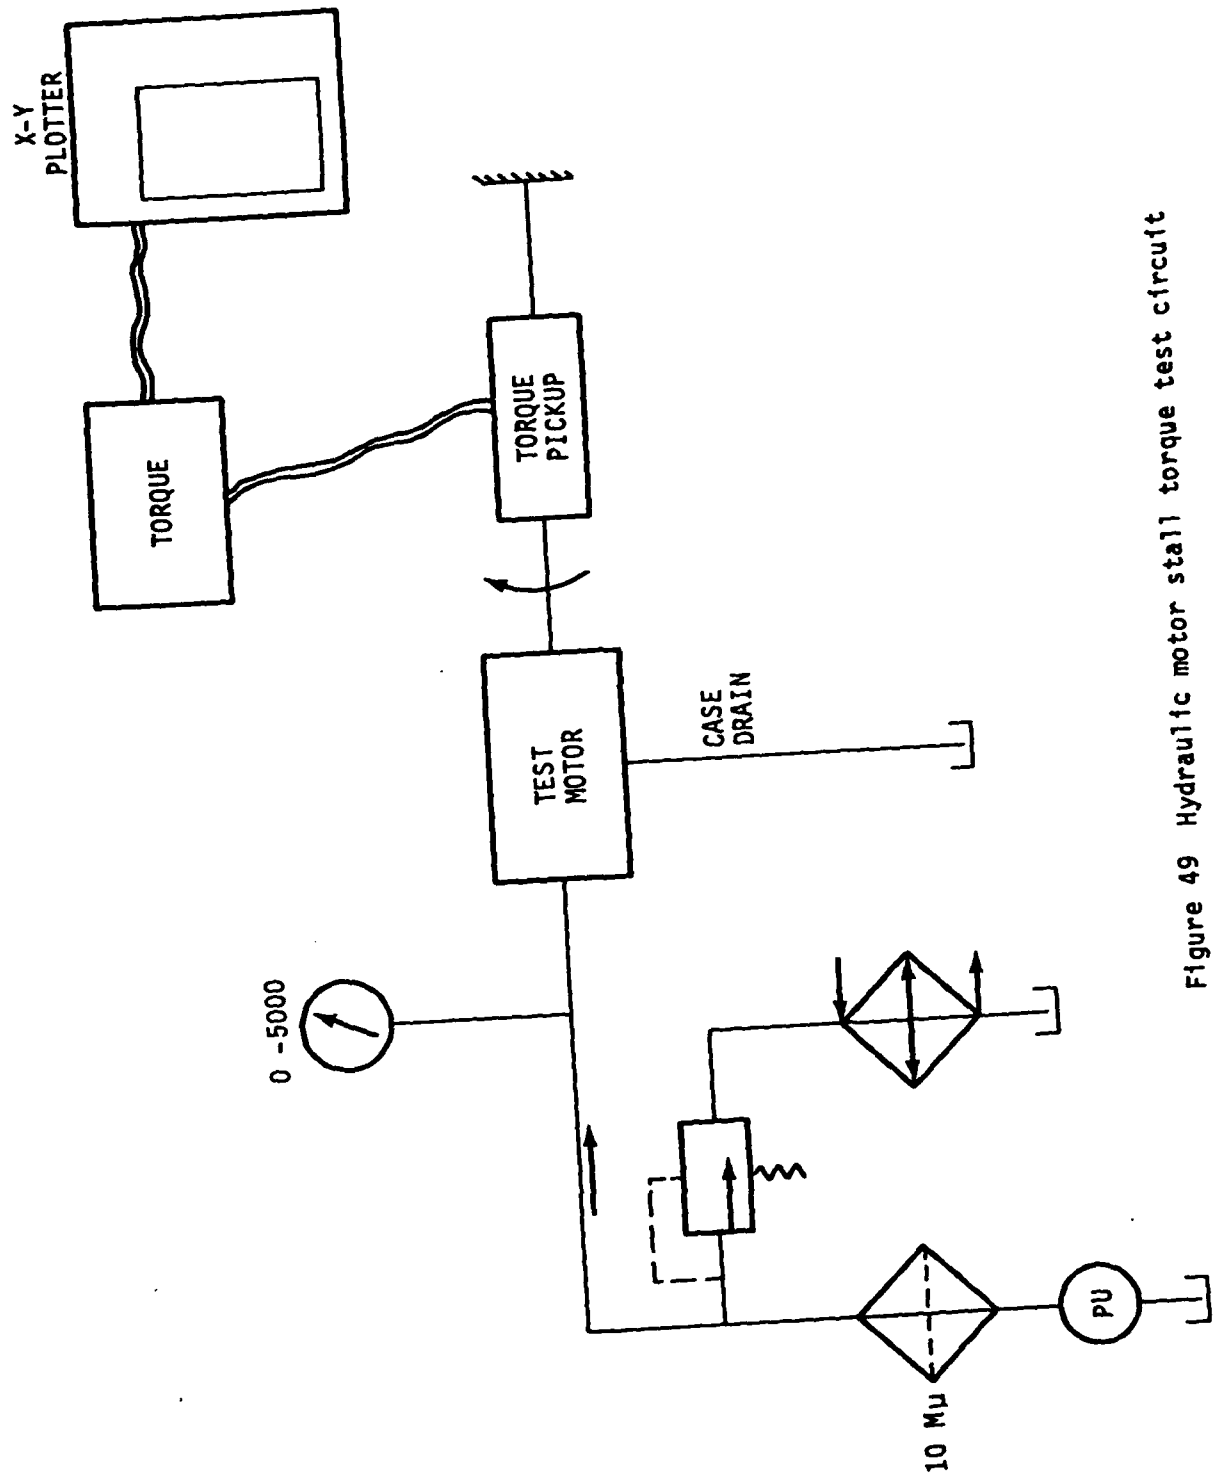 X-Y
PLOTTER
TORQUE
TORQUE
PICKUP
0 -5000
TEST
MOTOR
CASE
DRAIN
10 Mμ
PU
Figure 49 Hydraulic motor stall torque test circuit